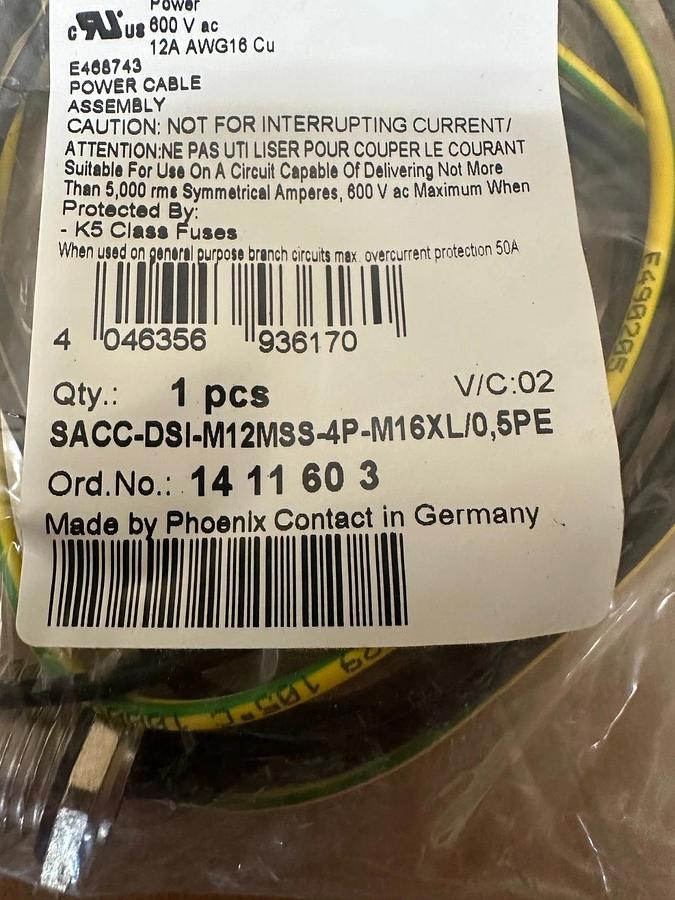 Power
c UR us 600 V ac
12A AWG16 Cu
E468743
POWER CABLE
ASSEMBLY
CAUTION: NOT FOR INTERRUPTING CURRENT/
ATTENTION:NE PAS UTI LISER POUR COUPER LE COURANT
Suitable For Use On A Circuit Capable Of Delivering Not More
Than 5,000 rms Symmetrical Amperes, 600 V ac Maximum When
Protected By:
- K5 Class Fuses
When used on general purpose branch circuits max. overcurrent protection 50A
4 046356 936170
Qty.: 1 pcs V/C:02
SACC-DSI-M12MSS-4P-M16XL/0,5PE
Ord.No.: 14 11 60 3
Made by Phoenix Contact in Germany
E490205
105°C